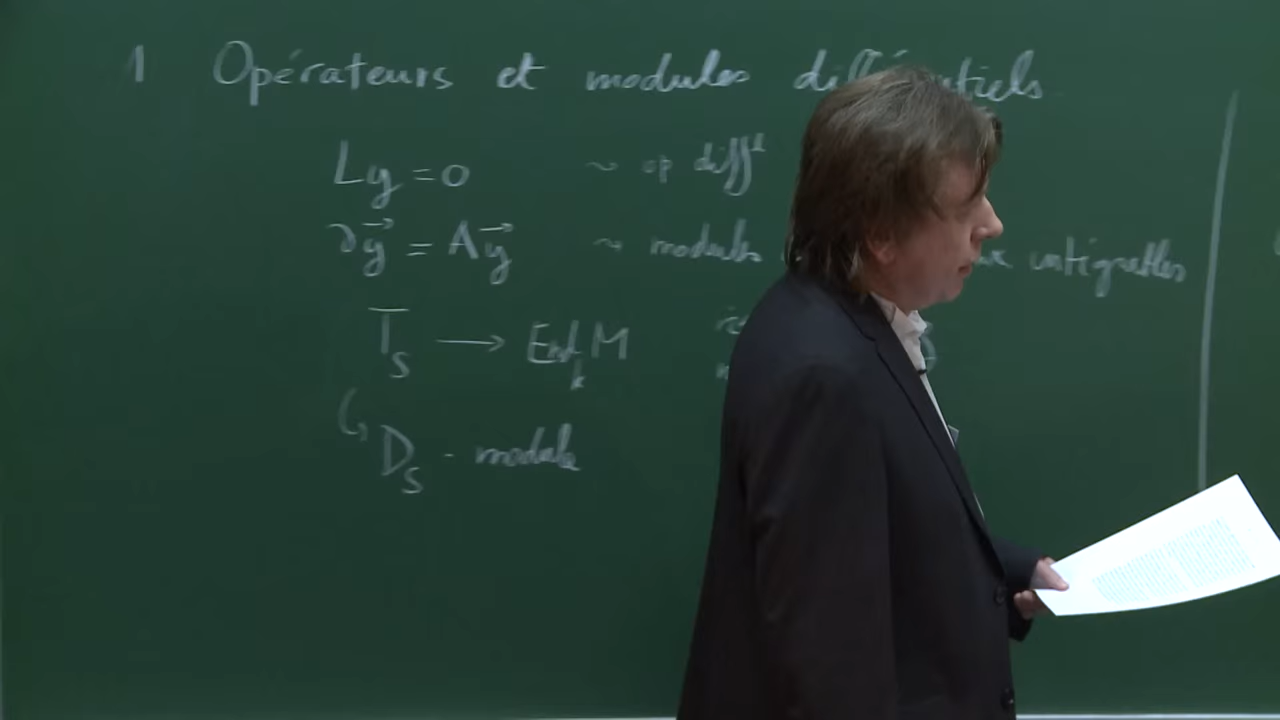 1 Opérateurs et modules différentiels
Ly = 0 ~ op diffˡ
∂y⃗ = Ay⃗ ~ modules intégrables
T_S → End_k M
↪ D_S - module